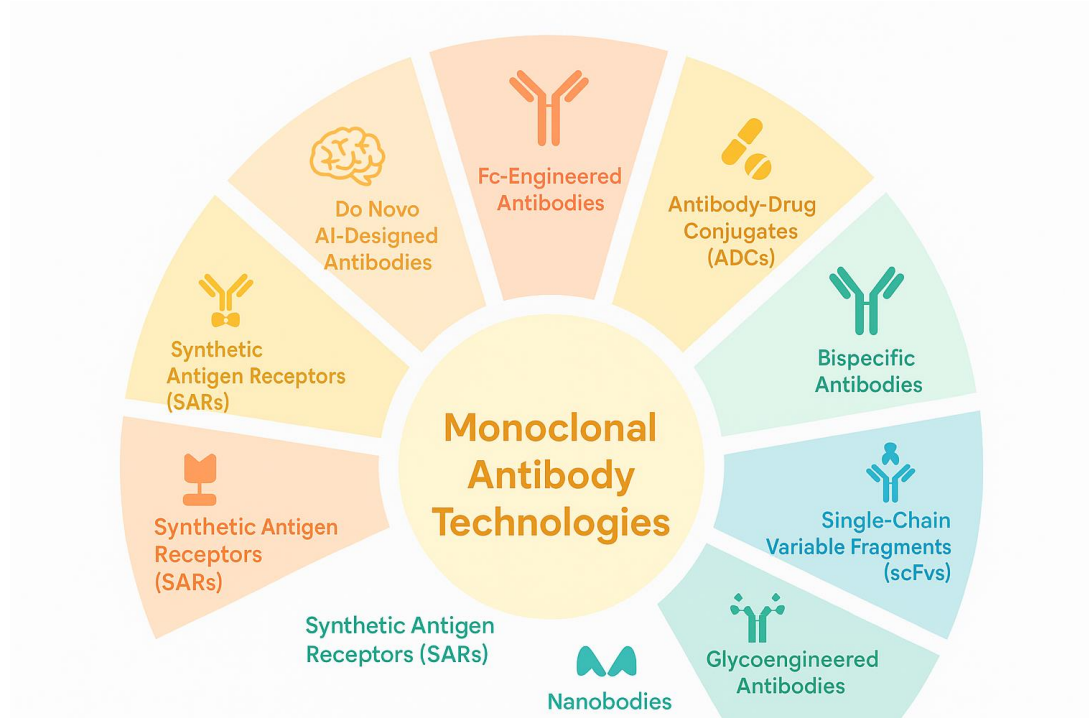 Monoclonal
Antibody
Technologies
Fc-Engineered
Antibodies
Antibody-Drug
Conjugates
(ADCs)
Bispecific
Antibodies
Single-Chain
Variable Fragments
(scFvs)
Glycoengineered
Antibodies
Nanobodies
Synthetic Antigen
Receptors (SARs)
Synthetic Antigen
Receptors
(SARs)
Synthetic
Antigen Receptors
(SARs)
Do Novo
AI-Designed
Antibodies